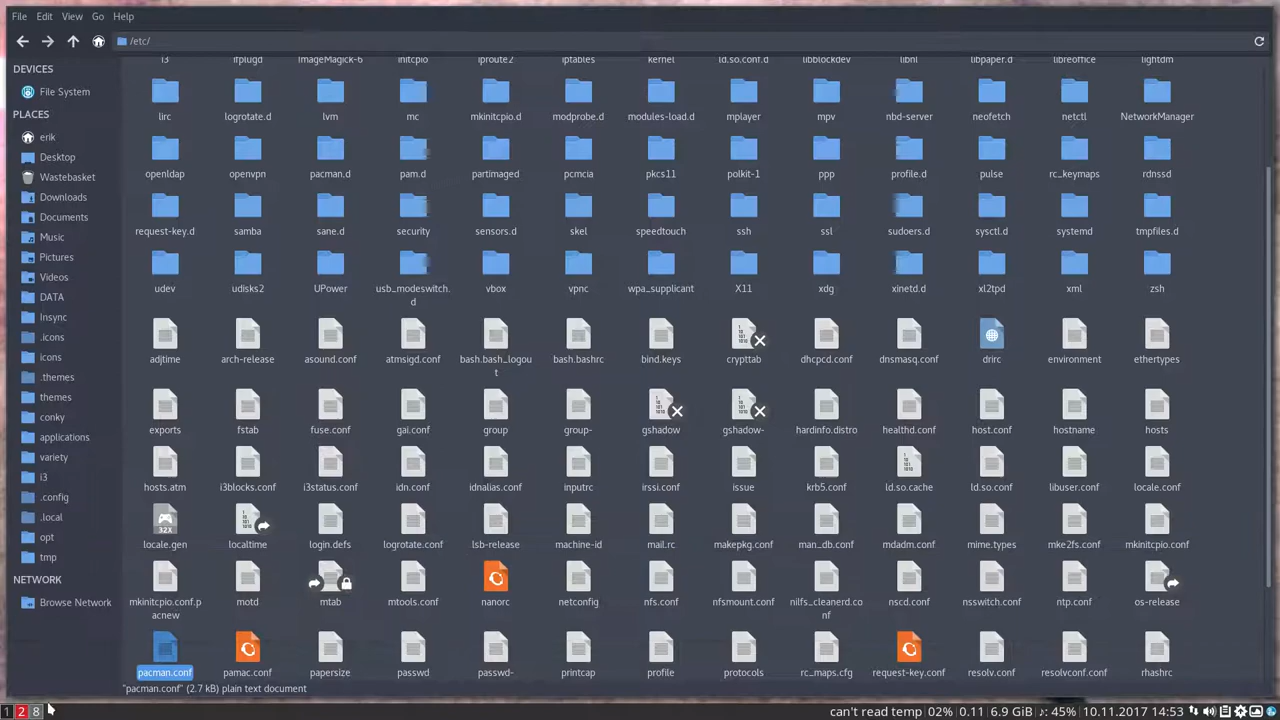 File Edit View Go Help
/etc/
DEVICES
File System
PLACES
erik
Desktop
Wastebasket
Downloads
Documents
Music
Pictures
Videos
DATA
Insync
.icons
icons
.themes
themes
conky
applications
variety
i3
.config
.local
opt
tmp
NETWORK
Browse Network
i3 ifplugd ImageMagick-6 initcpio iproute2 iptables kernel ld.so.conf.d libblockdev libnl libpaper.d libreoffice lightdm
lirc logrotate.d lvm mc mkinitcpio.d modprobe.d modules-load.d mplayer mpv nbd-server neofetch netctl NetworkManager
openldap openvpn pacman.d pam.d partimaged pcmcia pkcs11 polkit-1 ppp profile.d pulse rc_keymaps rdnssd
request-key.d samba sane.d security sensors.d skel speedtouch ssh ssl sudoers.d sysctl.d systemd tmpfiles.d
udev udisks2 UPower usb_modeswitch. vbox vpnc wpa_supplicant X11 xdg xinetd.d xl2tpd xml zsh
d
adjtime arch-release asound.conf atmsigd.conf bash.bash_logou bash.bashrc bind.keys crypttab dhcpcd.conf dnsmasq.conf drirc environment ethertypes
t
exports fstab fuse.conf gai.conf group group- gshadow gshadow- hardinfo.distro healthd.conf host.conf hostname hosts
hosts.atm i3blocks.conf i3status.conf idn.conf idnalias.conf inputrc irssi.conf issue krb5.conf ld.so.cache ld.so.conf libuser.conf locale.conf
32X
locale.gen localtime login.defs logrotate.conf lsb-release machine-id mail.rc makepkg.conf man_db.conf mdadm.conf mime.types mke2fs.conf mkinitcpio.conf
mkinitcpio.conf.p motd mtab mtools.conf nanorc netconfig nfs.conf nfsmount.conf nilfs_cleanerd.co nscd.conf nsswitch.conf ntp.conf os-release
acnew nf
pacman.conf pamac.conf papersize passwd passwd- printcap profile protocols rc_maps.cfg request-key.conf resolv.conf resolvconf.conf rhashrc
"pacman.conf" (2.7 kB) plain text document
1 2 8 can't read temp 02% 0.11 6.9 GiB ♪: 45% 10.11.2017 14:53